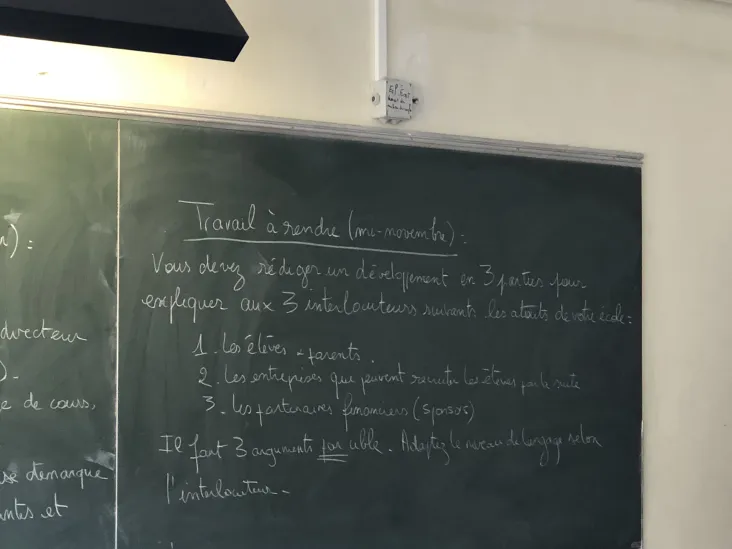 r) :
directeur
) -
e de cours,
se démarque
antes et
Travail à rendre (mi-novembre) :
Vous devez rédiger un développement en 3 parties pour
expliquer aux 3 interlocuteurs suivants les atouts de votre école :
1. Les élèves - parents.
2. Les entreprises que peuvent recruter les élèves par la suite
3. Les partenaires financiers (sponsors)
Il faut 3 arguments par cible. Adaptez le niveau de langage selon
l'interlocuteur.